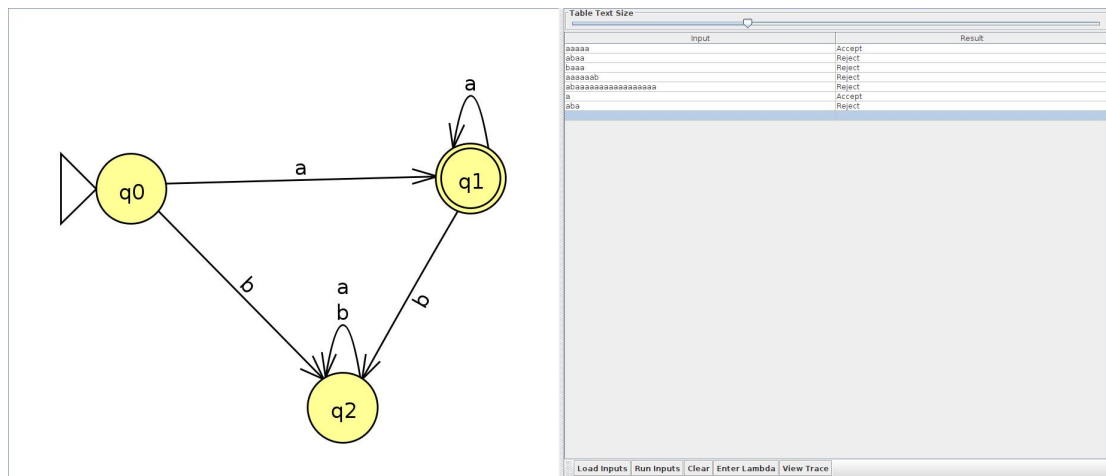 a
q0
a
q1
b
a
b
b
q2
Table Text Size
Input Result
aaaaa Accept
abaa Reject
baaa Reject
aaaaaab Reject
abaaaaaaaaaaaaaaaaa Reject
a Accept
aba Reject
Load Inputs Run Inputs Clear Enter Lambda View Trace